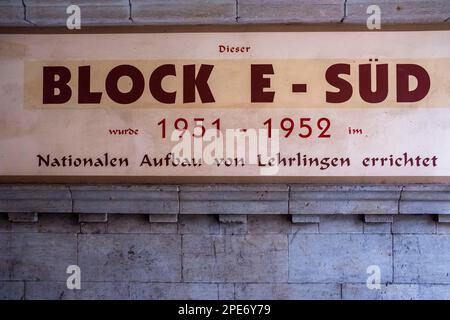 Dieser
BLOCK E - SÜD
wurde 1951 - 1952 im
Nationalen Aufbau von Lehrlingen errichtet
a
a
a